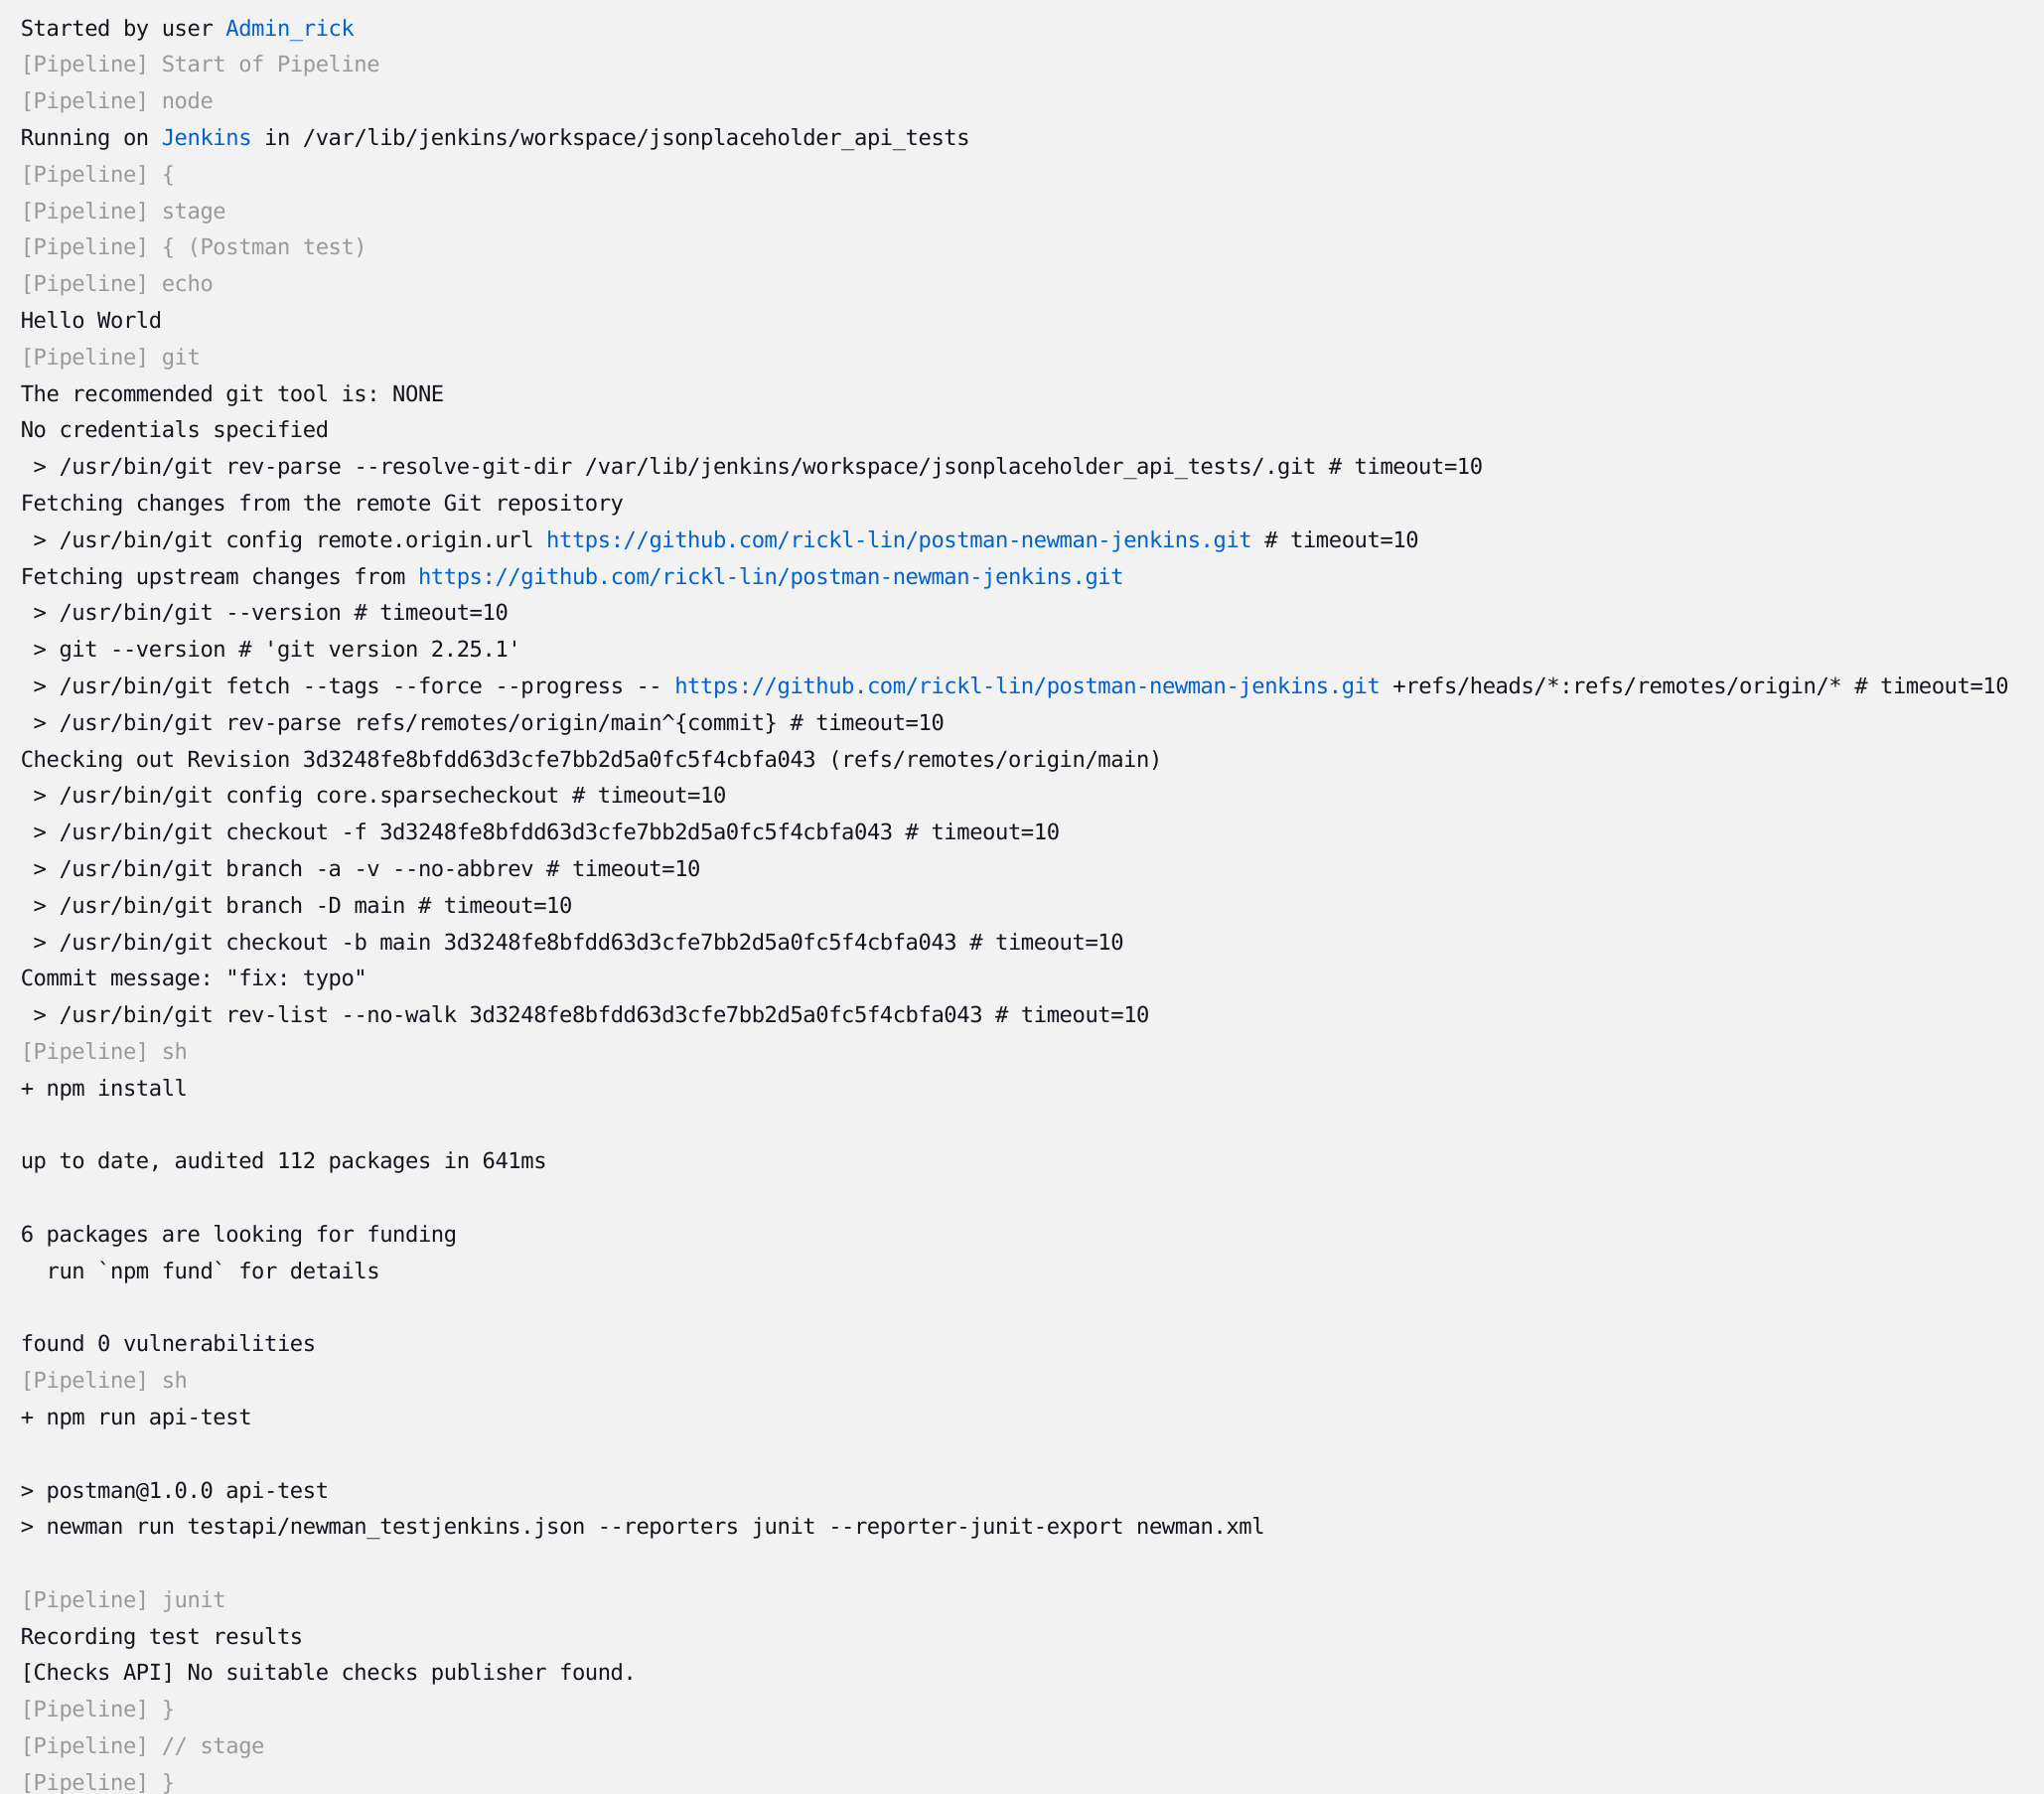 Started by user Admin_rick
[Pipeline] Start of Pipeline
[Pipeline] node
Running on Jenkins in /var/lib/jenkins/workspace/jsonplaceholder_api_tests
[Pipeline] {
[Pipeline] stage
[Pipeline] { (Postman test)
[Pipeline] echo
Hello World
[Pipeline] git
The recommended git tool is: NONE
No credentials specified
 > /usr/bin/git rev-parse --resolve-git-dir /var/lib/jenkins/workspace/jsonplaceholder_api_tests/.git # timeout=10
Fetching changes from the remote Git repository
 > /usr/bin/git config remote.origin.url https://github.com/rickl-lin/postman-newman-jenkins.git # timeout=10
Fetching upstream changes from https://github.com/rickl-lin/postman-newman-jenkins.git
 > /usr/bin/git --version # timeout=10
 > git --version # 'git version 2.25.1'
 > /usr/bin/git fetch --tags --force --progress -- https://github.com/rickl-lin/postman-newman-jenkins.git +refs/heads/*:refs/remotes/origin/* # timeout=10
 > /usr/bin/git rev-parse refs/remotes/origin/main^{commit} # timeout=10
Checking out Revision 3d3248fe8bfdd63d3cfe7bb2d5a0fc5f4cbfa043 (refs/remotes/origin/main)
 > /usr/bin/git config core.sparsecheckout # timeout=10
 > /usr/bin/git checkout -f 3d3248fe8bfdd63d3cfe7bb2d5a0fc5f4cbfa043 # timeout=10
 > /usr/bin/git branch -a -v --no-abbrev # timeout=10
 > /usr/bin/git branch -D main # timeout=10
 > /usr/bin/git checkout -b main 3d3248fe8bfdd63d3cfe7bb2d5a0fc5f4cbfa043 # timeout=10
Commit message: "fix: typo"
 > /usr/bin/git rev-list --no-walk 3d3248fe8bfdd63d3cfe7bb2d5a0fc5f4cbfa043 # timeout=10
[Pipeline] sh
+ npm install

up to date, audited 112 packages in 641ms

6 packages are looking for funding
  run `npm fund` for details

found 0 vulnerabilities
[Pipeline] sh
+ npm run api-test

> postman@1.0.0 api-test
> newman run testapi/newman_testjenkins.json --reporters junit --reporter-junit-export newman.xml

[Pipeline] junit
Recording test results
[Checks API] No suitable checks publisher found.
[Pipeline] }
[Pipeline] // stage
[Pipeline] }